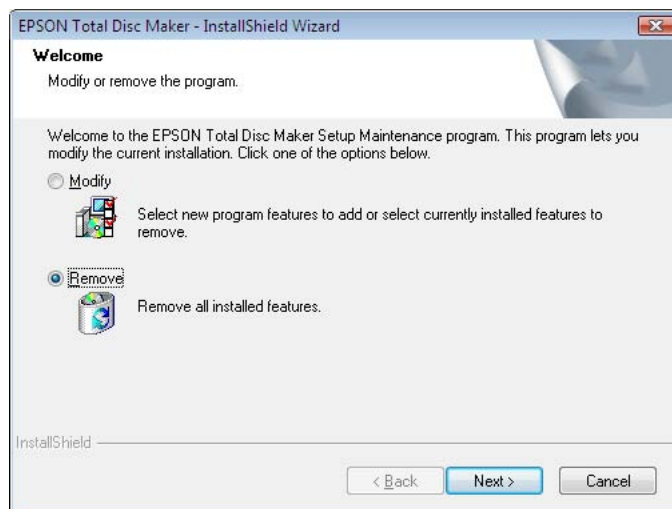 EPSON Total Disc Maker - InstallShield Wizard
Welcome
Modify or remove the program.
Welcome to the EPSON Total Disc Maker Setup Maintenance program. This program lets you
modify the current installation. Click one of the options below.
Modify
Select new program features to add or select currently installed features to
remove.
Remove
Remove all installed features.
InstallShield
< Back
Next >
Cancel